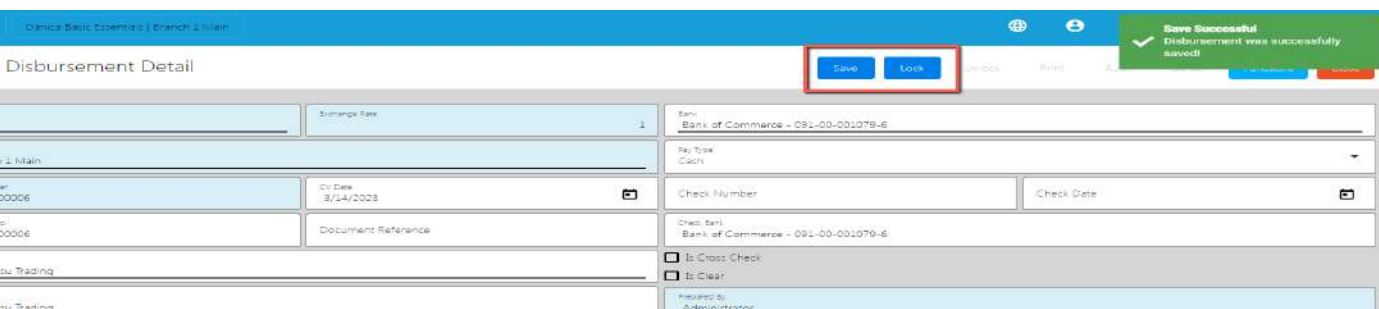 Danica Basic Essentials | Branch 1 Main
Save Successful
Disbursement was successfully
saved!
Disbursement Detail
Save Lock Unlock Print
Exchange Rate
1
Bank
Bank of Commerce - 091-00-001079-6
1 Main
Pay Type
Cash
00006
CV Date
3/14/2023
Check Number
Check Date
00006
Document Reference
Check Bank
Bank of Commerce - 091-00-001079-6
su Trading
Is Cross Check
Is Clear
su Trading
Prepared By
Administrator